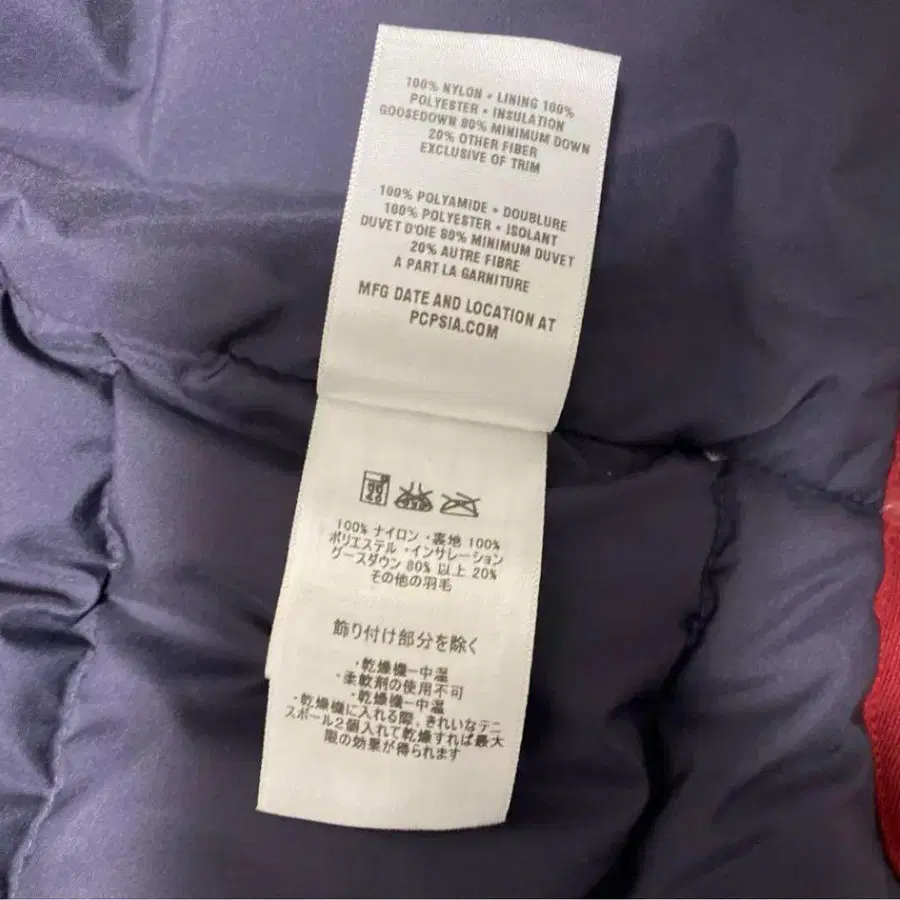 100% NYLON • LINING 100%
POLYESTER • INSULATION
GOOSEDOWN 80% MINIMUM DOWN
20% OTHER FIBER
EXCLUSIVE OF TRIM
100% POLYAMIDE • DOUBLURE
100% POLYESTER • ISOLANT
DUVET D'OIE 80% MINIMUM DUVET
20% AUTRE FIBRE
A PART LA GARNITURE
MFG DATE AND LOCATION AT
PCPSIA.COM
100% ナイロン・裏地 100%
ポリエステル・インサレーション
グースダウン 80% 以上 20%
その他の羽毛
飾り付け部分を除く
・乾燥機ー中温
・柔軟剤の使用不可
・乾燥機ー中温
・乾燥機に入れる際、きれいなテニ
スボール2個入れて乾燥すれば最大
限の効果が得られます